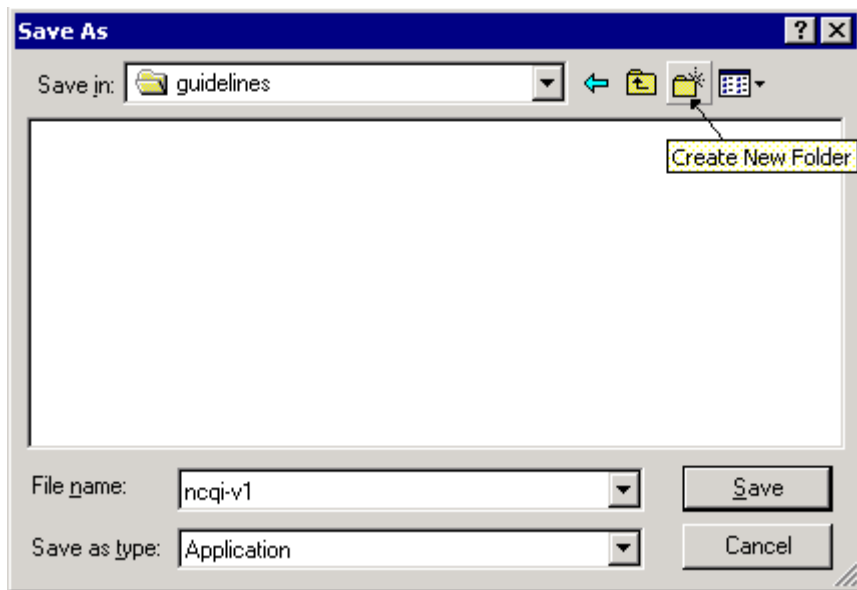 Save As
Save in: guidelines
Create New Folder
File name: ncqi-v1 Save
Save as type: Application Cancel